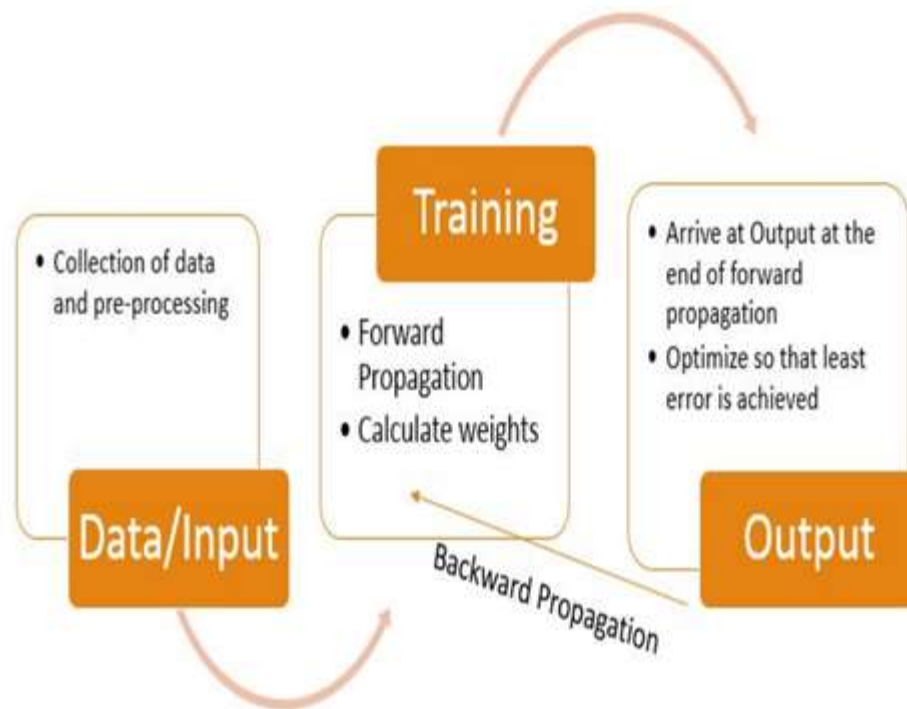 • Collection of data
and pre-processing
Data/Input
Training
• Forward
Propagation
• Calculate weights
Backward Propagation
• Arrive at Output at the
end of forward
propagation
• Optimize so that least
error is achieved
Output